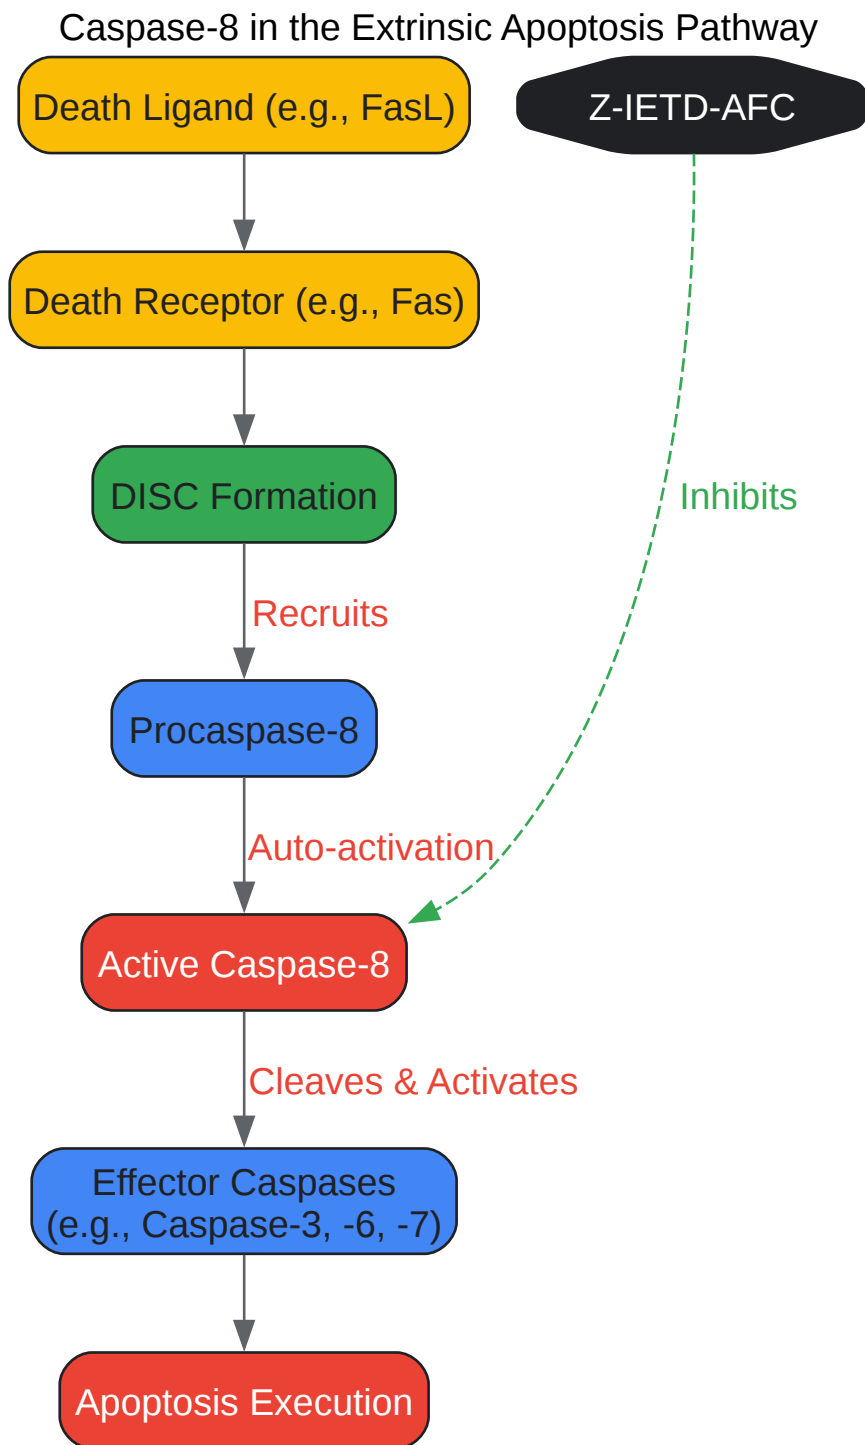 Caspase-8 in the Extrinsic Apoptosis Pathway
Death Ligand (e.g., FasL)
Z-IETD-AFC
Death Receptor (e.g., Fas)
DISC Formation
Inhibits
Recruits
Procaspase-8
Auto-activation
Active Caspase-8
Cleaves & Activates
Effector Caspases
(e.g., Caspase-3, -6, -7)
Apoptosis Execution